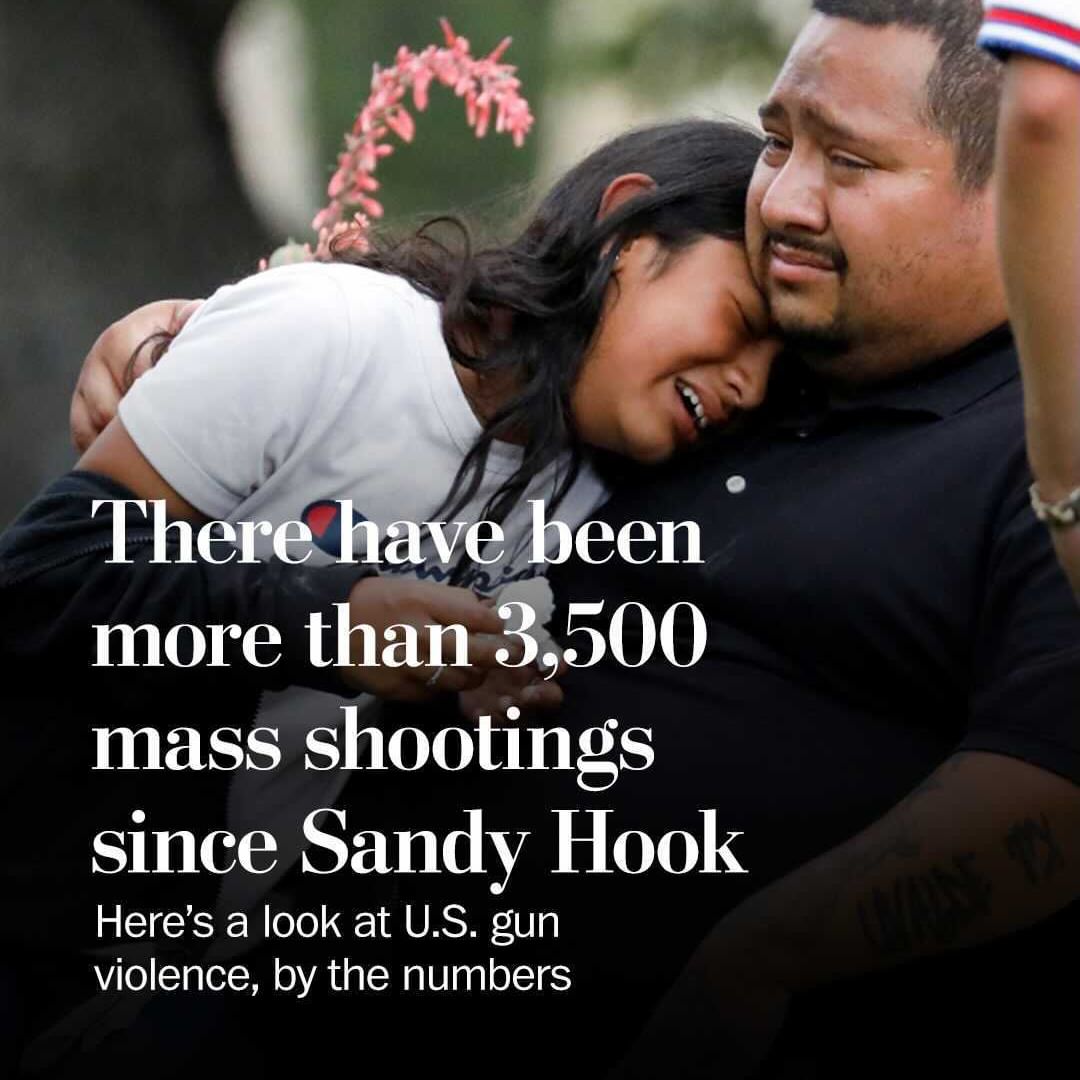 There have been
more than 3,500
mass shootings
since Sandy Hook
Here’s a look at U.S. gun
violence, by the numbers